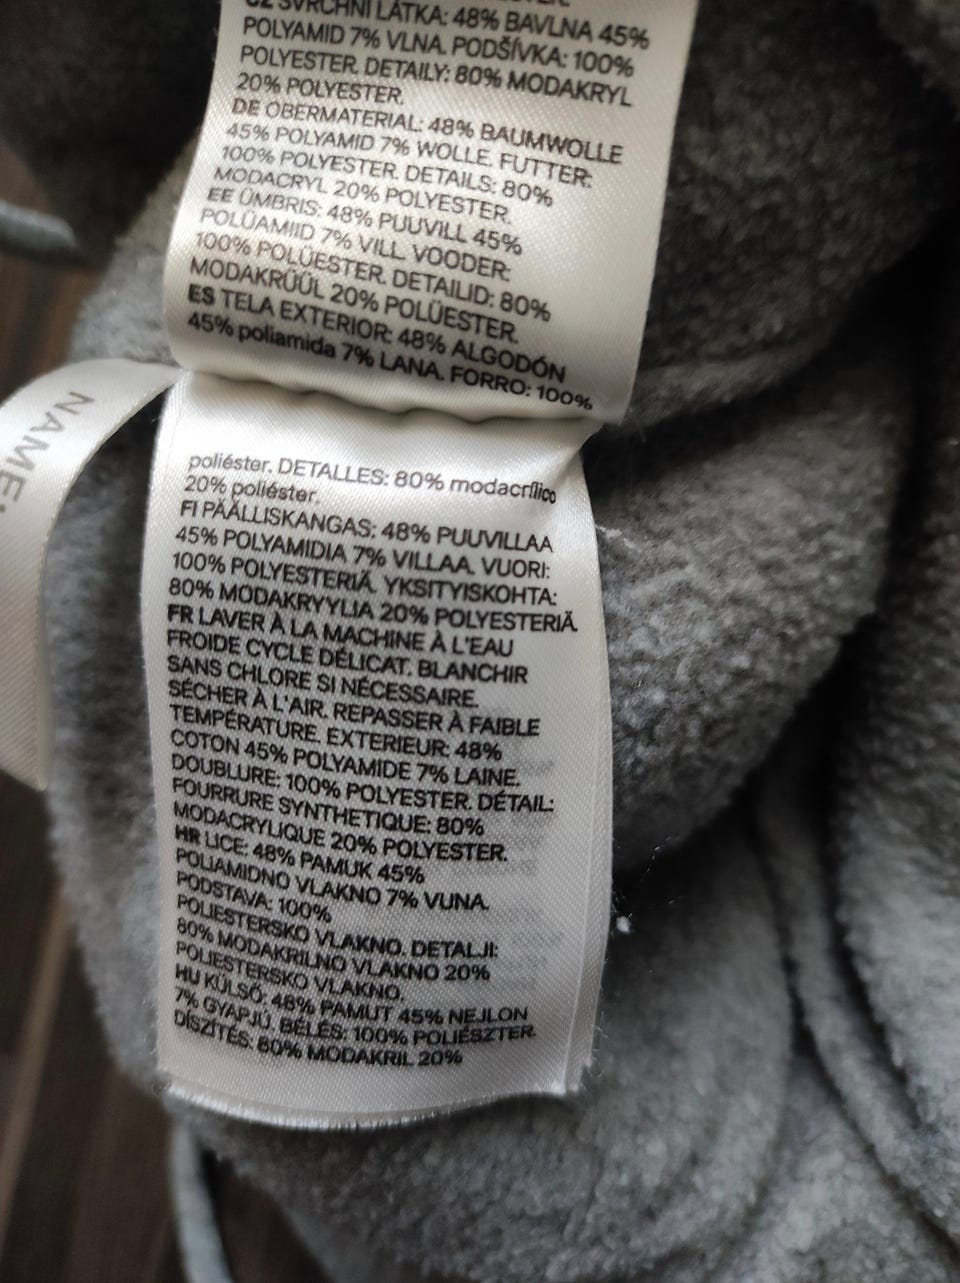 CZ SVRCHNÍ LÁTKA: 48% BAVLNA 45%
POLYAMID 7% VLNA. PODŠÍVKA: 100%
POLYESTER. DETAILY: 80% MODAKRYL
20% POLYESTER.
DE OBERMATERIAL: 48% BAUMWOLLE
45% POLYAMID 7% WOLLE. FUTTER:
100% POLYESTER. DETAILS: 80%
MODACRYL 20% POLYESTER.
EE ÜMBRIS: 48% PUUVILL 45%
POLÜAMIID 7% VILL. VOODER:
100% POLÜESTER. DETAILID: 80%
MODAKRÜÜL 20% POLÜESTER.
ES TELA EXTERIOR: 48% ALGODÓN
45% poliamida 7% LANA. FORRO: 100%
NAME:
poliéster. DETALLES: 80% modacrílico
20% poliéster.
FI PÄÄLLISKANGAS: 48% PUUVILLAA
45% POLYAMIDIA 7% VILLAA. VUORI:
100% POLYESTERIÄ. YKSITYISKOHTA:
80% MODAKRYYLIA 20% POLYESTERIÄ.
FR LAVER À LA MACHINE À L'EAU
FROIDE CYCLE DÉLICAT. BLANCHIR
SANS CHLORE SI NÉCESSAIRE.
SÉCHER À L'AIR. REPASSER À FAIBLE
TEMPÉRATURE. EXTERIEUR: 48%
COTON 45% POLYAMIDE 7% LAINE.
DOUBLURE: 100% POLYESTER. DÉTAIL:
FOURRURE SYNTHETIQUE: 80%
MODACRYLIQUE 20% POLYESTER.
HR LICE: 48% PAMUK 45%
POLIAMIDNO VLAKNO 7% VUNA.
PODSTAVA: 100%
POLIESTERSKO VLAKNO. DETALJI:
80% MODAKRILNO VLAKNO 20%
POLIESTERSKO VLAKNO.
HU KÜLSŐ: 48% PAMUT 45% NEJLON
7% GYAPJÚ. BÉLÉS: 100% POLIÉSZTER.
DÍSZÍTÉS: 80% MODAKRIL 20%